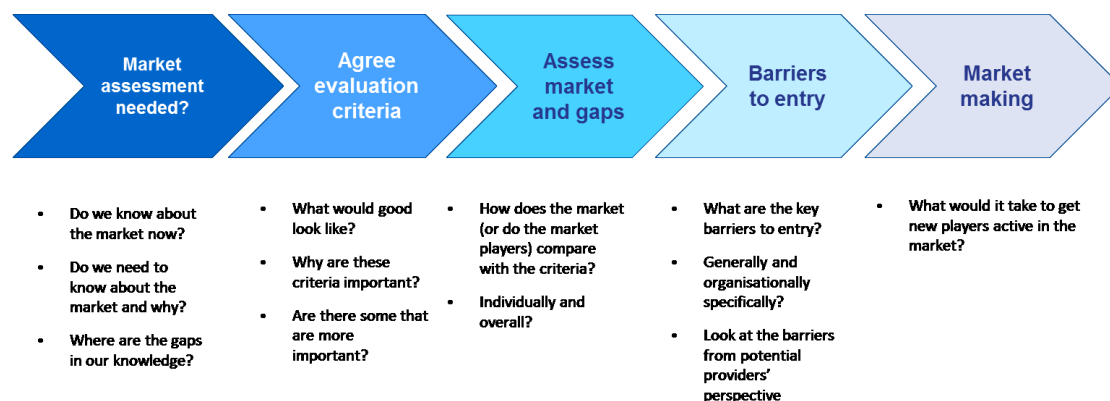 Market
assessment
needed?
Agree
evaluation
criteria
Assess
market
and gaps
Barriers
to entry
Market
making
• Do we know about
the market now?
• Do we need to
know about the
market and why?
• Where are the gaps
in our knowledge?
• What would good
look like?
• Why are these
criteria important?
• Are there some that
are more
important?
• How does the market
(or do the market
players) compare
with the criteria?
• Individually and
overall?
• What are the key
barriers to entry?
• Generally and
organisationally
specifically?
• Look at the barriers
from potential
providers'
perspective
• What would it take to get
new players active in the
market?